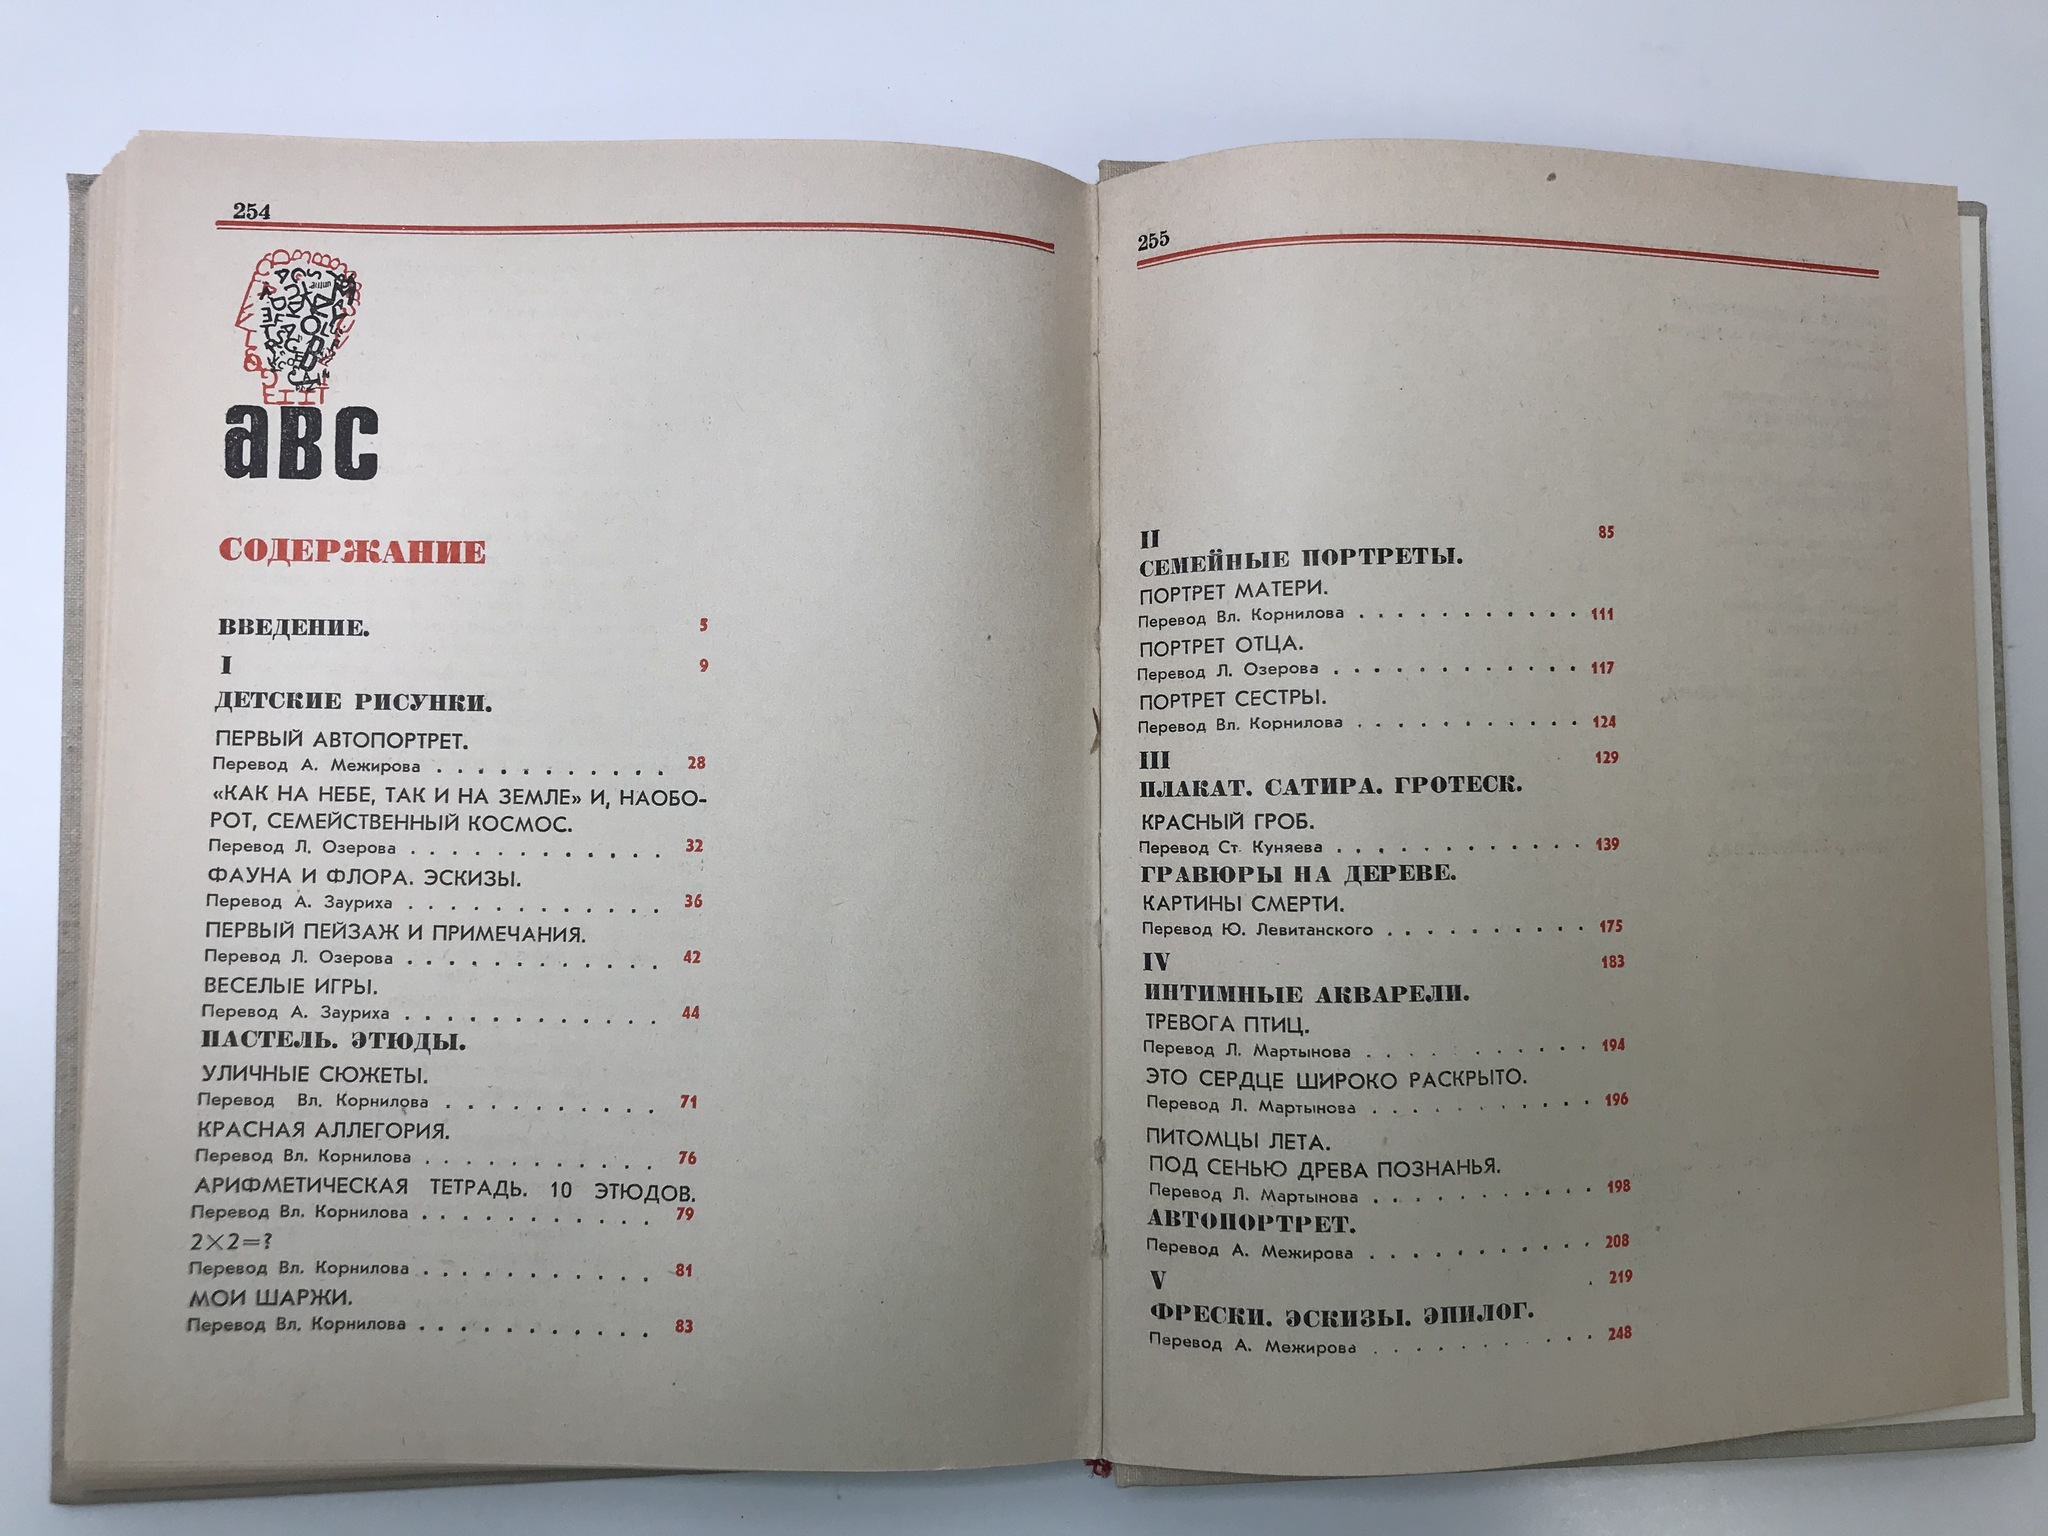 254
авс
СОДЕРЖАНИЕ
ВВЕДЕНИЕ. 5
I 9
ДЕТСКИЕ РИСУНКИ.
ПЕРВЫЙ АВТОПОРТРЕТ.
Перевод А. Межирова . . . . . . . . . . . 28
«КАК НА НЕБЕ, ТАК И НА ЗЕМЛЕ» И, НАОБО-
РОТ, СЕМЕЙСТВЕННЫЙ КОСМОС.
Перевод Л. Озерова . . . . . . . . . . . . 32
ФАУНА И ФЛОРА. ЭСКИЗЫ.
Перевод А. Зауриха . . . . . . . . . . . . 36
ПЕРВЫЙ ПЕЙЗАЖ И ПРИМЕЧАНИЯ.
Перевод Л. Озерова . . . . . . . . . . . . 42
ВЕСЕЛЫЕ ИГРЫ.
Перевод А. Зауриха . . . . . . . . . . . . 44
ПАСТЕЛЬ. ЭТЮДЫ.
УЛИЧНЫЕ СЮЖЕТЫ.
Перевод Вл. Корнилова . . . . . . . . . . 71
КРАСНАЯ АЛЛЕГОРИЯ.
Перевод Вл. Корнилова . . . . . . . . . . . 76
АРИФМЕТИЧЕСКАЯ ТЕТРАДЬ. 10 ЭТЮДОВ.
Перевод Вл. Корнилова . . . . . . . . . . . 79
2×2=?
Перевод Вл. Корнилова . . . . . . . . . . . 81
МОИ ШАРЖИ.
Перевод Вл. Корнилова . . . . . . . . . . . 83
255
II 85
СЕМЕЙНЫЕ ПОРТРЕТЫ.
ПОРТРЕТ МАТЕРИ.
Перевод Вл. Корнилова . . . . . . . . . . 111
ПОРТРЕТ ОТЦА.
Перевод Л. Озерова . . . . . . . . . . . . 117
ПОРТРЕТ СЕСТРЫ.
Перевод Вл. Корнилова . . . . . . . . . . 124
III 129
ПЛАКАТ. САТИРА. ГРОТЕСК.
КРАСНЫЙ ГРОБ.
Перевод Ст. Куняева . . . . . . . . . . . . 139
ГРАВЮРЫ НА ДЕРЕВЕ.
КАРТИНЫ СМЕРТИ.
Перевод Ю. Левитанского . . . . . . . . . . 175
IV 183
ИНТИМНЫЕ АКВАРЕЛИ.
ТРЕВОГА ПТИЦ.
Перевод Л. Мартынова . . . . . . . . . . . 194
ЭТО СЕРДЦЕ ШИРОКО РАСКРЫТО.
Перевод Л. Мартынова . . . . . . . . . . . 196
ПИТОМЦЫ ЛЕТА.
ПОД СЕНЬЮ ДРЕВА ПОЗНАНЬЯ.
Перевод Л. Мартынова . . . . . . . . . . . 198
АВТОПОРТРЕТ.
Перевод А. Межирова . . . . . . . . . . . 208
V . 219
ФРЕСКИ. ЭСКИЗЫ. ЭПИЛОГ.
Перевод А. Межирова . . . . . . . . . . . 248